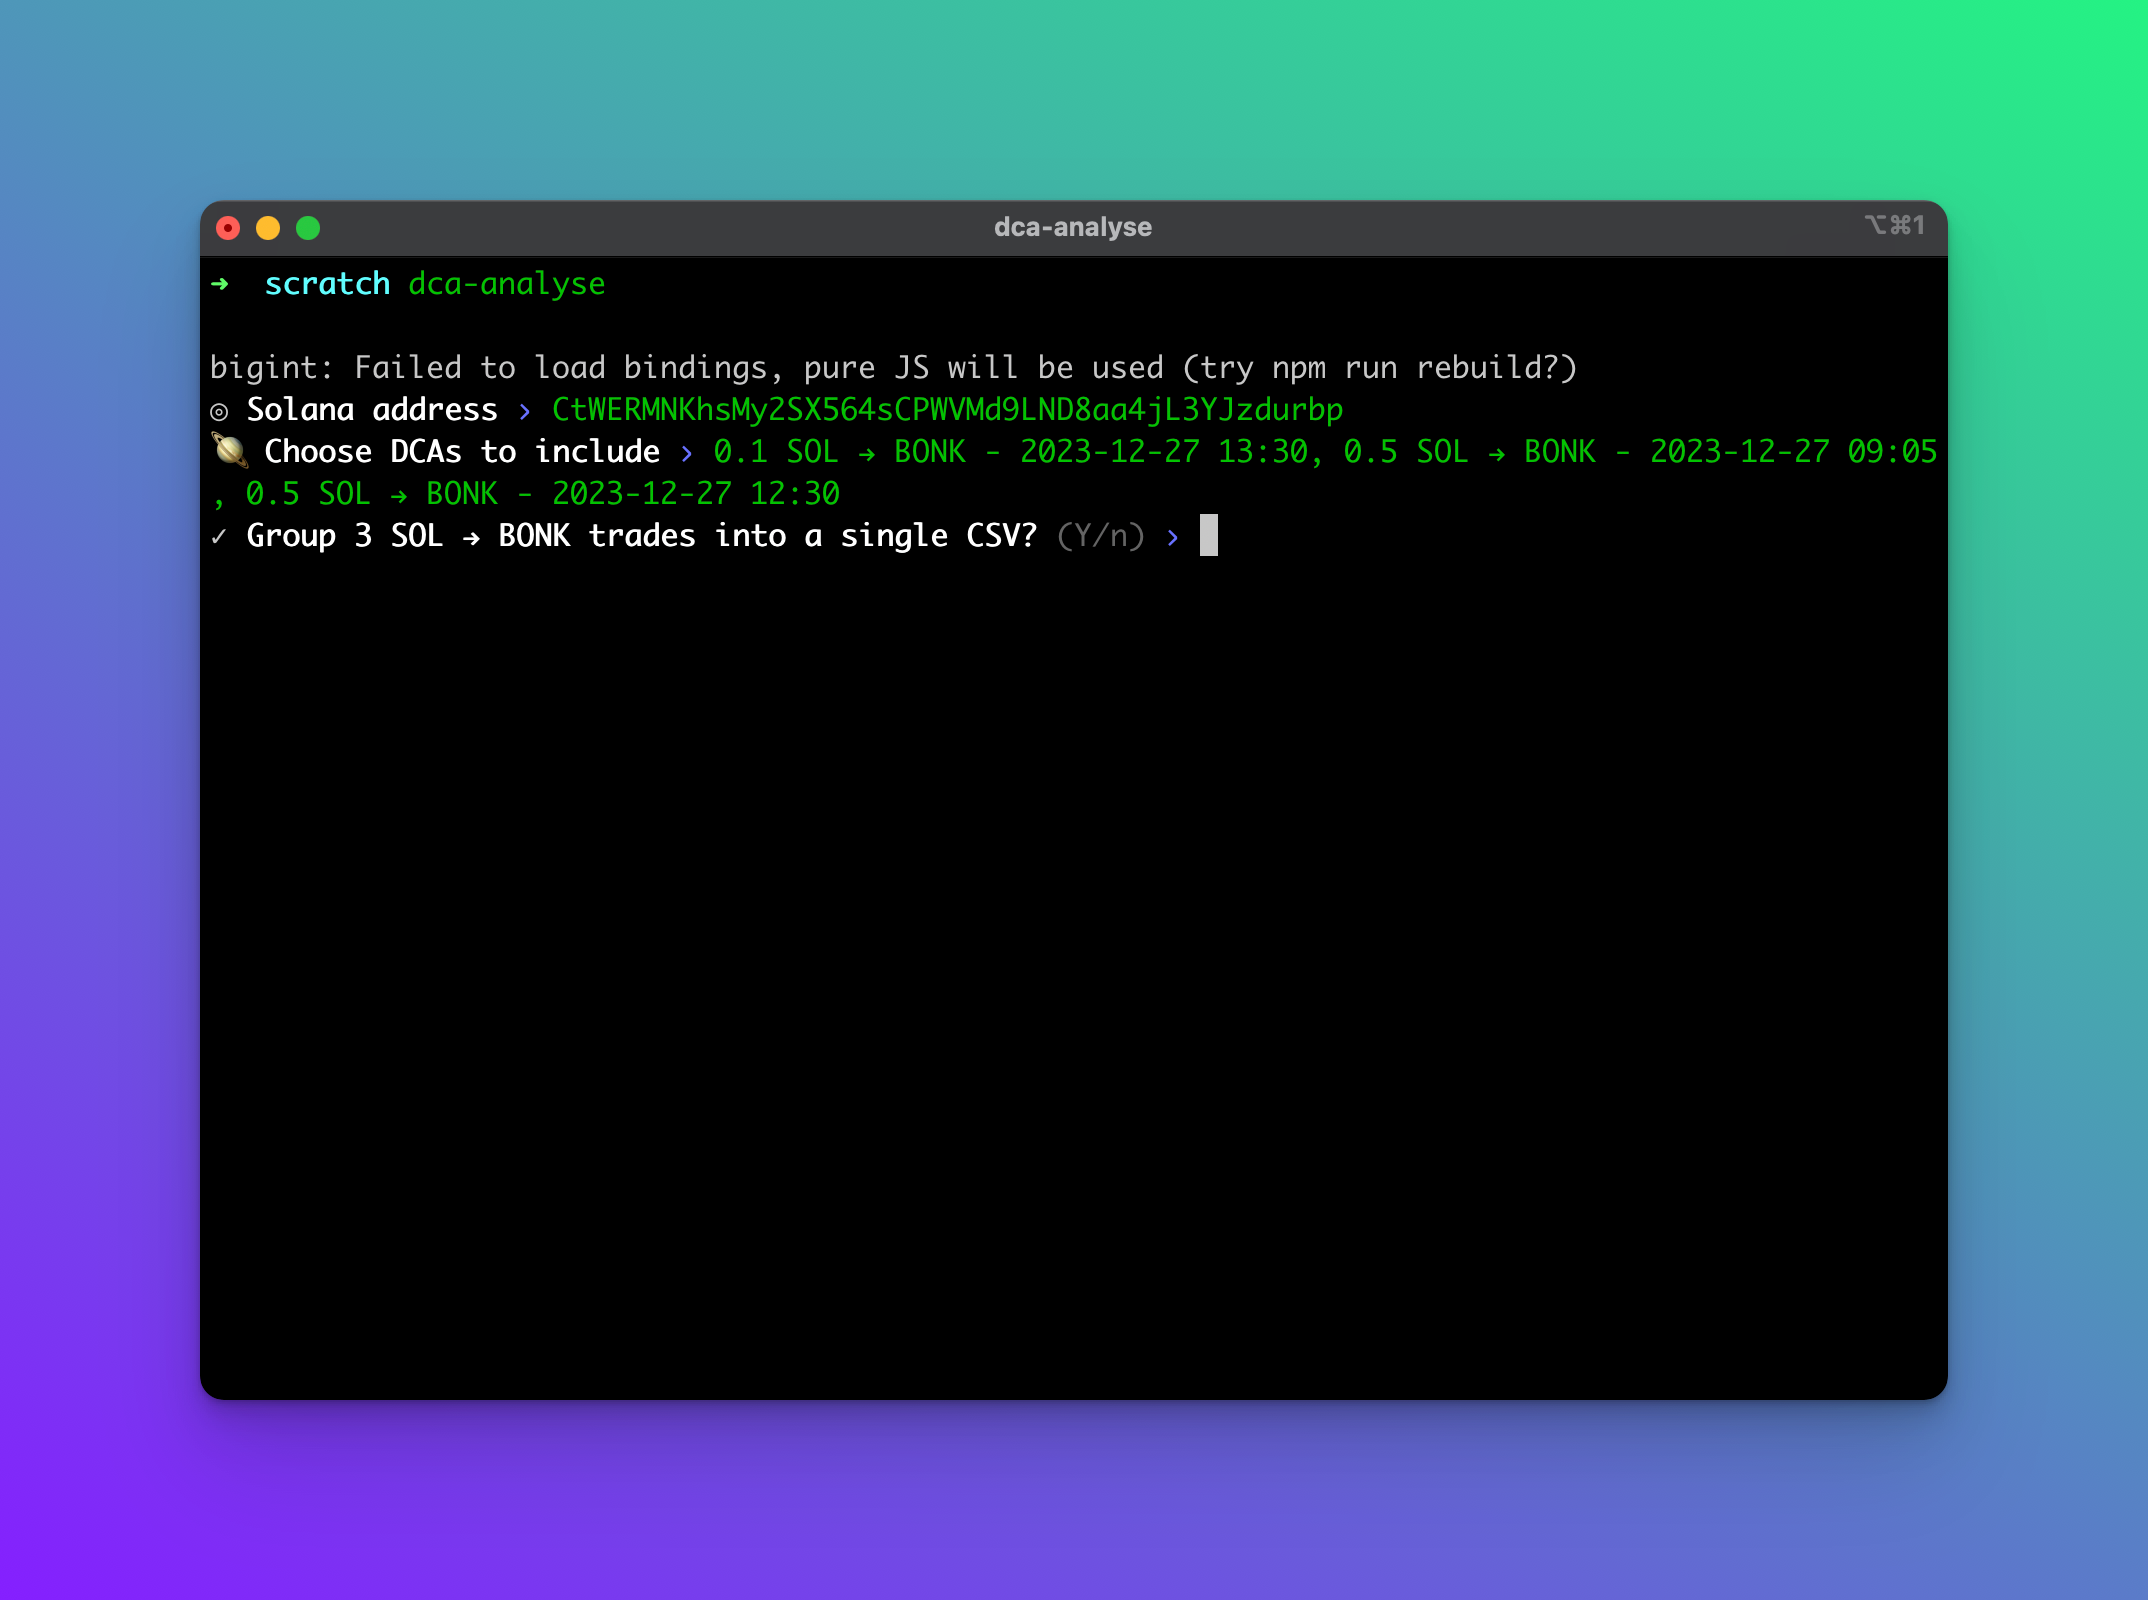 dca-analyse
⌥⌘1
→ scratch dca-analyse
bigint: Failed to load bindings, pure JS will be used (try npm run rebuild?)
◎ Solana address › CtWERMNKhsMy2SX564sCPWVMd9LND8aa4jL3YJzdurbp
🪐 Choose DCAs to include › 0.1 SOL → BONK - 2023-12-27 13:30, 0.5 SOL → BONK - 2023-12-27 09:05
, 0.5 SOL → BONK - 2023-12-27 12:30
✓ Group 3 SOL → BONK trades into a single CSV? (Y/n) ›